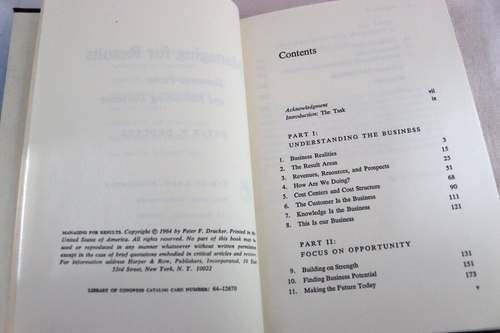 MANAGING FOR RESULTS. Copyright © 1964 by Peter F. Drucker. Printed in the
United States of America. All rights reserved. No part of this book may be
used or reproduced in any manner whatsoever without written permission
except in the case of brief quotations embodied in critical articles and reviews.
For information address Harper & Row, Publishers, Incorporated, 10 East
53rd Street, New York, N. Y. 10022
LIBRARY OF CONGRESS CATALOG CARD NUMBER: 64-12670
Contents
Acknowledgment vii
Introduction: The Task ix
PART I:
UNDERSTANDING THE BUSINESS
1. Business Realities 3
2. The Result Areas 15
3. Revenues, Resources, and Prospects 25
4. How Are We Doing? 51
5. Cost Centers and Cost Structure 68
6. The Customer Is the Business 90
7. Knowledge Is the Business 111
8. This Is our Business 121
PART II:
FOCUS ON OPPORTUNITY
9. Building on Strength 131
10. Finding Business Potential 151
11. Making the Future Today 173
v